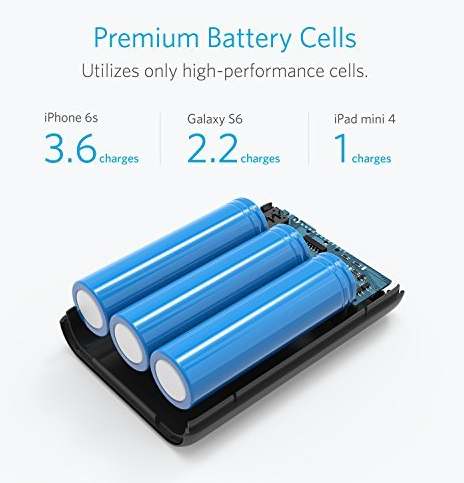 Premium Battery Cells
Utilizes only high-performance cells.
iPhone 6s
3.6 charges
Galaxy S6
2.2 charges
iPad mini 4
1 charges